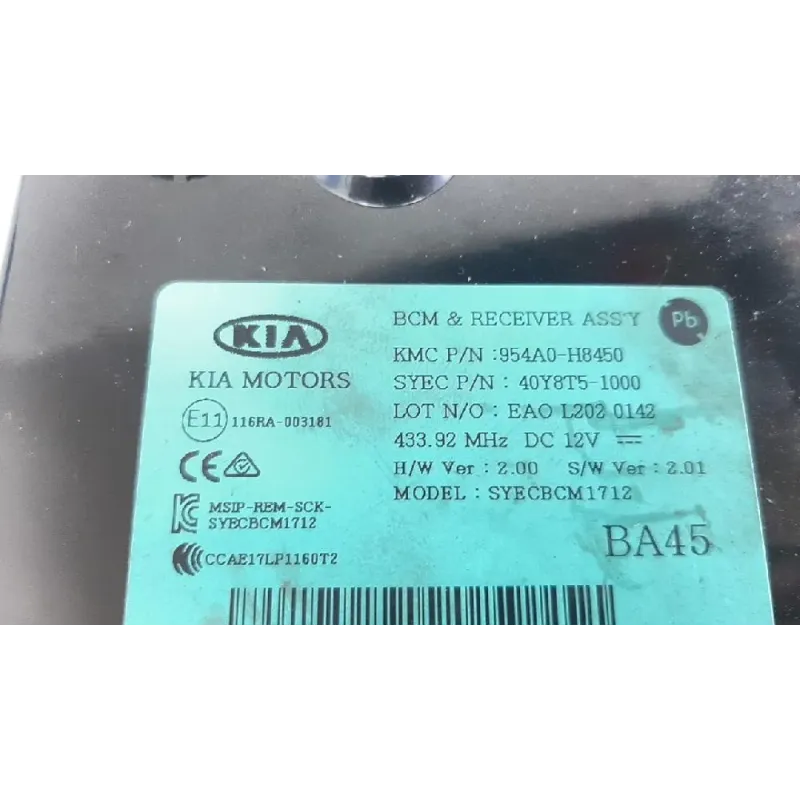 KIA
KIA MOTORS
E11 116RA-003181
CE
MSIP-REM-SCK-
SYECBCM1712
CCAE17LP1160T2
BCM & RECEIVER ASS'Y
Pb
KMC P/N :954A0-H8450
SYEC P/N : 40Y8T5-1000
LOT N/O : EAO L202 0142
433.92 MHz DC 12V
H/W Ver : 2.00 S/W Ver : 2.01
MODEL : SYECBCM1712
BA45